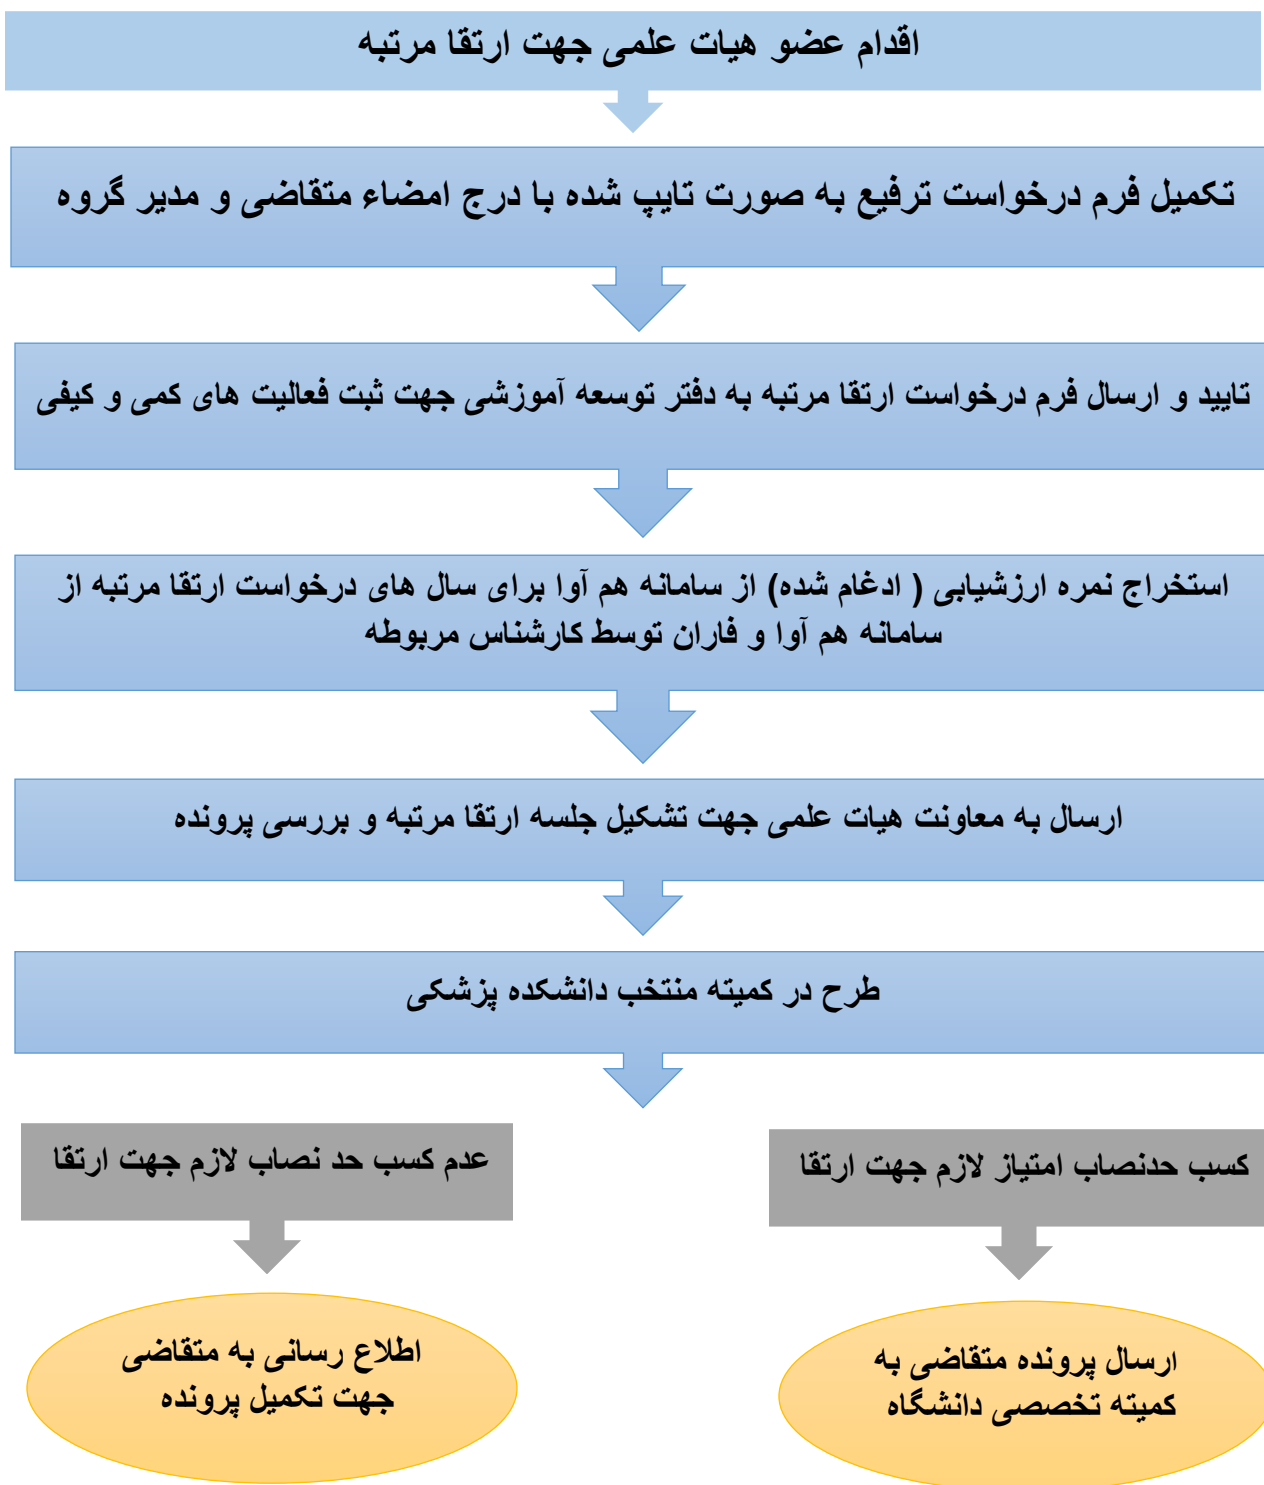 اقدام عضو هیات علمی جهت ارتقا مرتبه
تکمیل فرم درخواست ترفیع به صورت تایپ شده با درج امضاء متقاضی و مدیر گروه
تایید و ارسال فرم درخواست ارتقا مرتبه به دفتر توسعه آموزشی جهت ثبت فعالیت های کمی و کیفی
استخراج نمره ارزشیابی ( ادغام شده) از سامانه هم آوا برای سال های درخواست ارتقا مرتبه از
سامانه هم آوا و فاران توسط کارشناس مربوطه
ارسال به معاونت هیات علمی جهت تشکیل جلسه ارتقا مرتبه و بررسی پرونده
طرح در کمیته منتخب دانشکده پزشکی
کسب حدنصاب امتیاز لازم جهت ارتقا
عدم کسب حد نصاب لازم جهت ارتقا
ارسال پرونده متقاضی به
کمیته تخصصی دانشگاه
اطلاع رسانی به متقاضی
جهت تکمیل پرونده